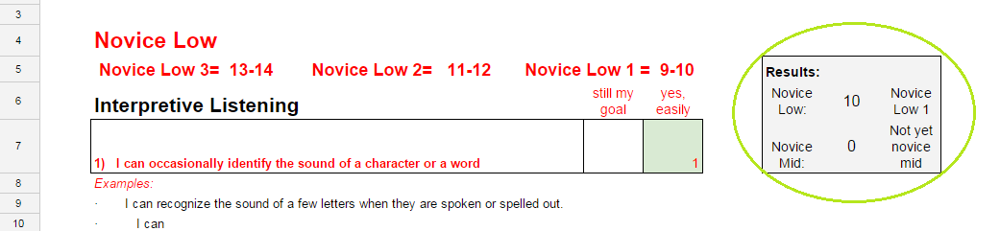 3
4 Novice Low
5 Novice Low 3= 13-14 Novice Low 2= 11-12 Novice Low 1 = 9-10
6 Interpretive Listening still my goal yes, easily
7 1) I can occasionally identify the sound of a character or a word 1
8 Examples:
9 · I can recognize the sound of a few letters when they are spoken or spelled out.
10 · I can
Results:
Novice Low: 10 Novice Low 1
Novice Mid: 0 Not yet novice mid